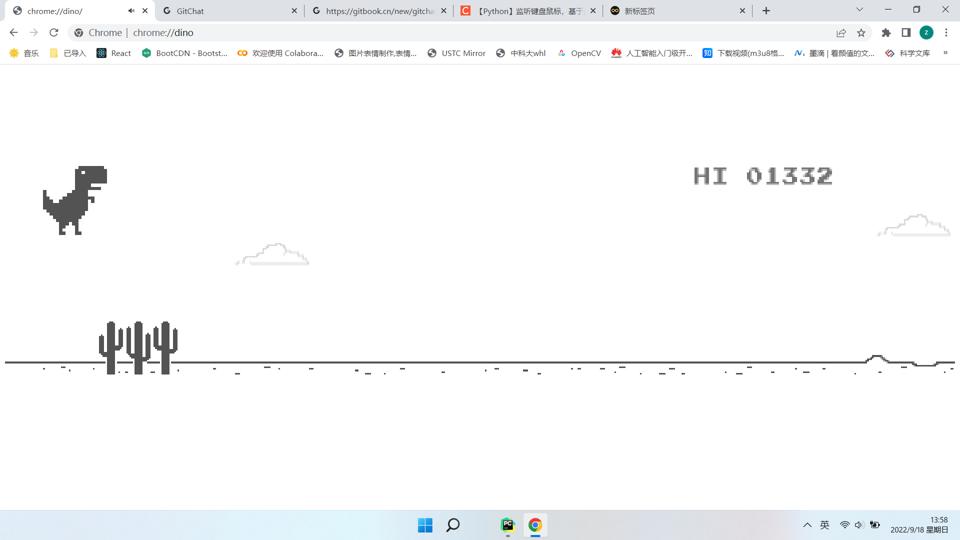 chrome://dino/
GitChat
https://gitbook.cn/new/gitcha
【Python】监听键盘鼠标，基于
新标签页
Chrome | chrome://dino
音乐
已导入
React
BootCDN - Bootst...
欢迎使用 Colabora...
图片表情制作,表情...
USTC Mirror
中科大whl
OpenCV
人工智能入门级开...
知
下载视频(m3u8格...
墨滴 | 看颜值的文...
科学文库
»
z
HI 01332
PC
英
13:58
2022/9/18 星期日